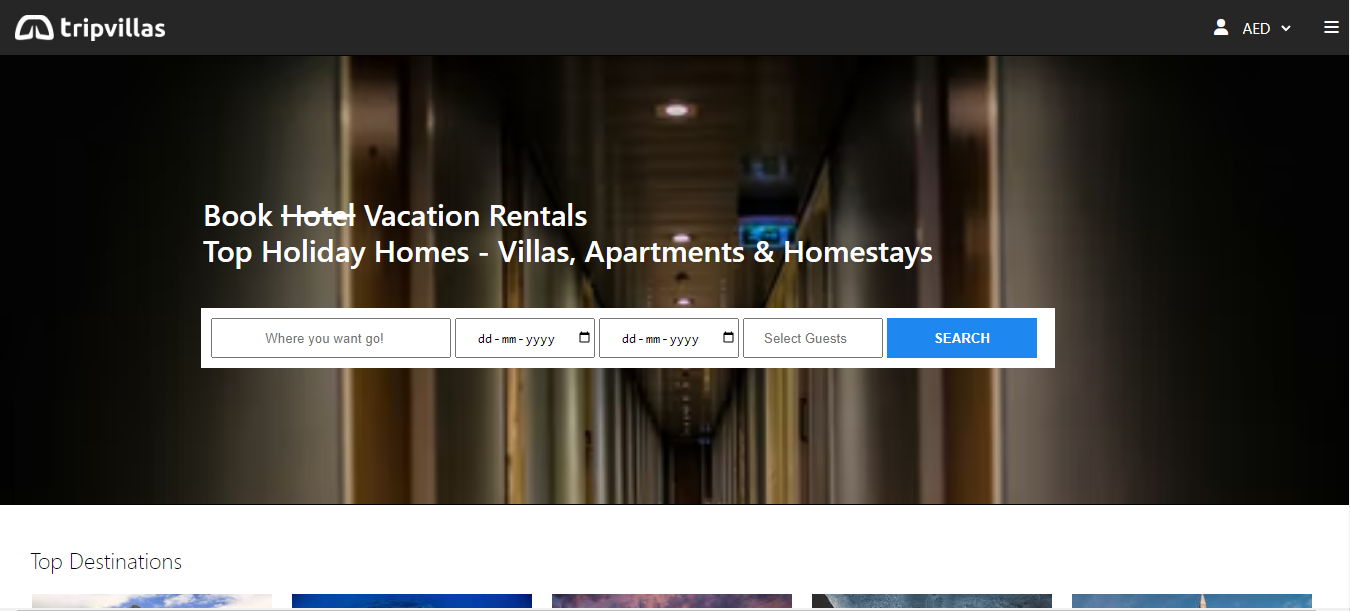 tripvillas
AED
Book Hotel Vacation Rentals
Top Holiday Homes - Villas, Apartments & Homestays
Where you want go! dd-mm-yyyy dd-mm-yyyy Select Guests SEARCH
Top Destinations